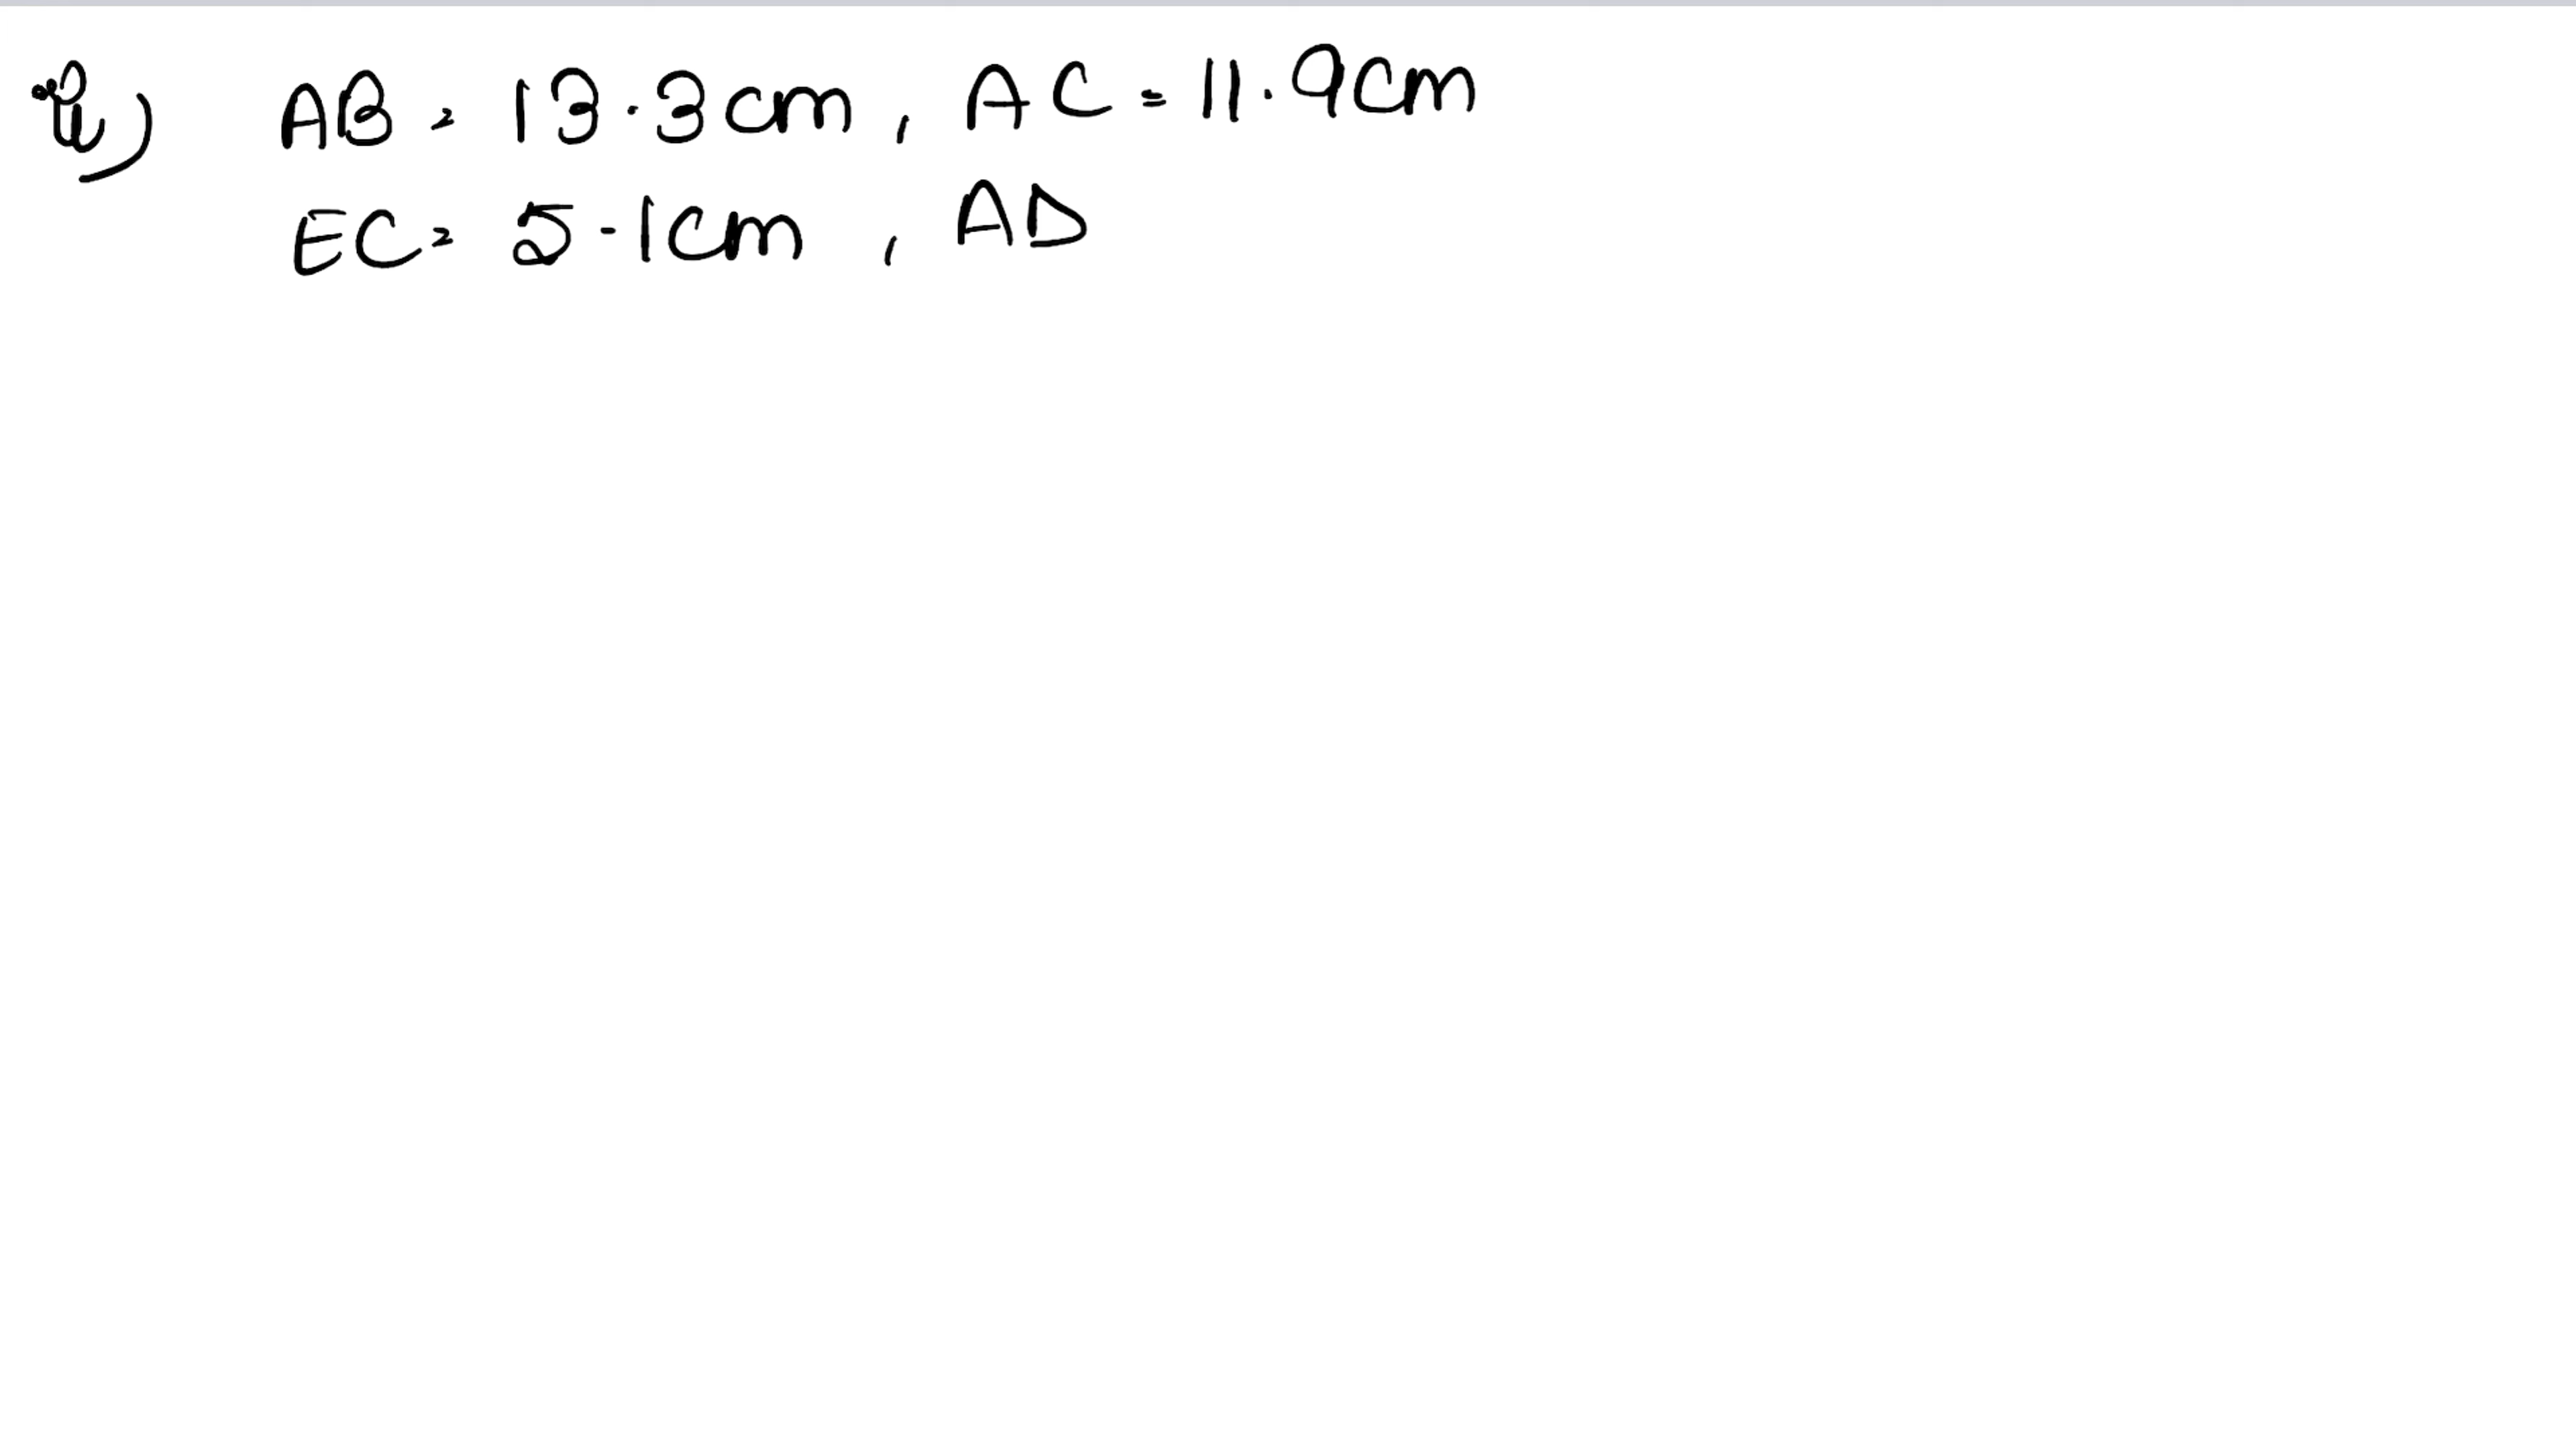 ii) AB = 13.3cm, AC = 11.9cm
EC = 5.1cm, AD